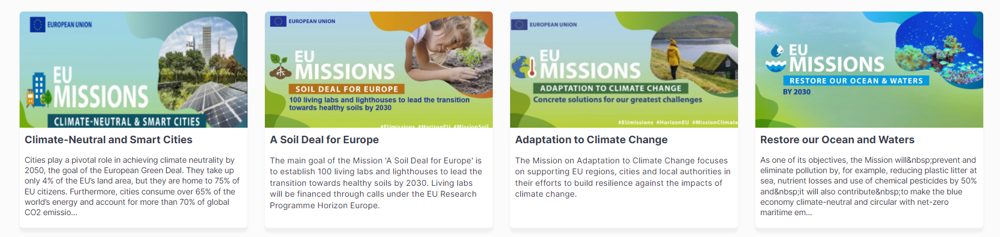 EUROPEAN UNION
EU
MISSIONS
CLIMATE-NEUTRAL & SMART CITIES
Climate-Neutral and Smart Cities
Cities play a pivotal role in achieving climate neutrality by
2050, the goal of the European Green Deal. They take up
only 4% of the EU’s land area, but they are home to 75% of
EU citizens. Furthermore, cities consume over 65% of the
world’s energy and account for more than 70% of global
CO2 emissio...
EUROPEAN UNION
EU
MISSIONS
SOIL DEAL FOR EUROPE
100 living labs and lighthouses to lead the transition
towards healthy soils by 2030
#EUmissions #HorizonEU #MissionSoil
A Soil Deal for Europe
The main goal of the Mission 'A Soil Deal for Europe' is
to establish 100 living labs and lighthouses to lead the
transition towards healthy soils by 2030. Living labs
will be financed through calls under the EU Research
Programme Horizon Europe.
EUROPEAN UNION
EU
MISSIONS
ADAPTATION TO CLIMATE CHANGE
Concrete solutions for our greatest challenges
#EUmissions #HorizonEU #MissionClimate
Adaptation to Climate Change
The Mission on Adaptation to Climate Change focuses
on supporting EU regions, cities and local authorities in
their efforts to build resilience against the impacts of
climate change.
EU
MISSIONS
RESTORE OUR OCEAN & WATERS
BY 2030
Restore our Ocean and Waters
As one of its objectives, the Mission will&nbsp;prevent and
eliminate pollution by, for example, reducing plastic litter at
sea, nutrient losses and use of chemical pesticides by 50%
and&nbsp;it will also contribute&nbsp;to make the blue
economy climate-neutral and circular with net-zero
maritime em...